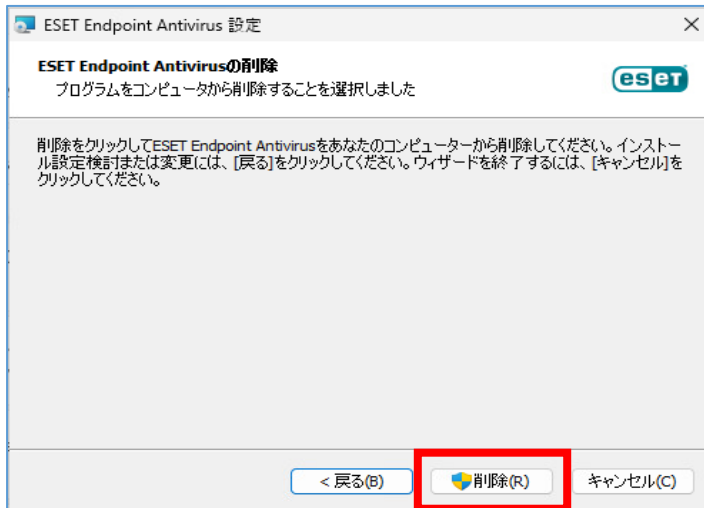 ESET Endpoint Antivirus 設定
ESET Endpoint Antivirusの削除
プログラムをコンピュータから削除することを選択しました
eset
削除をクリックしてESET Endpoint Antivirusをあなたのコンピューターから削除してください。インストー
ル設定検討または変更には、[戻る]をクリックしてください。ウィザードを終了するには、[キャンセル]を
クリックしてください。
< 戻る(B)
削除(R)
キャンセル(C)